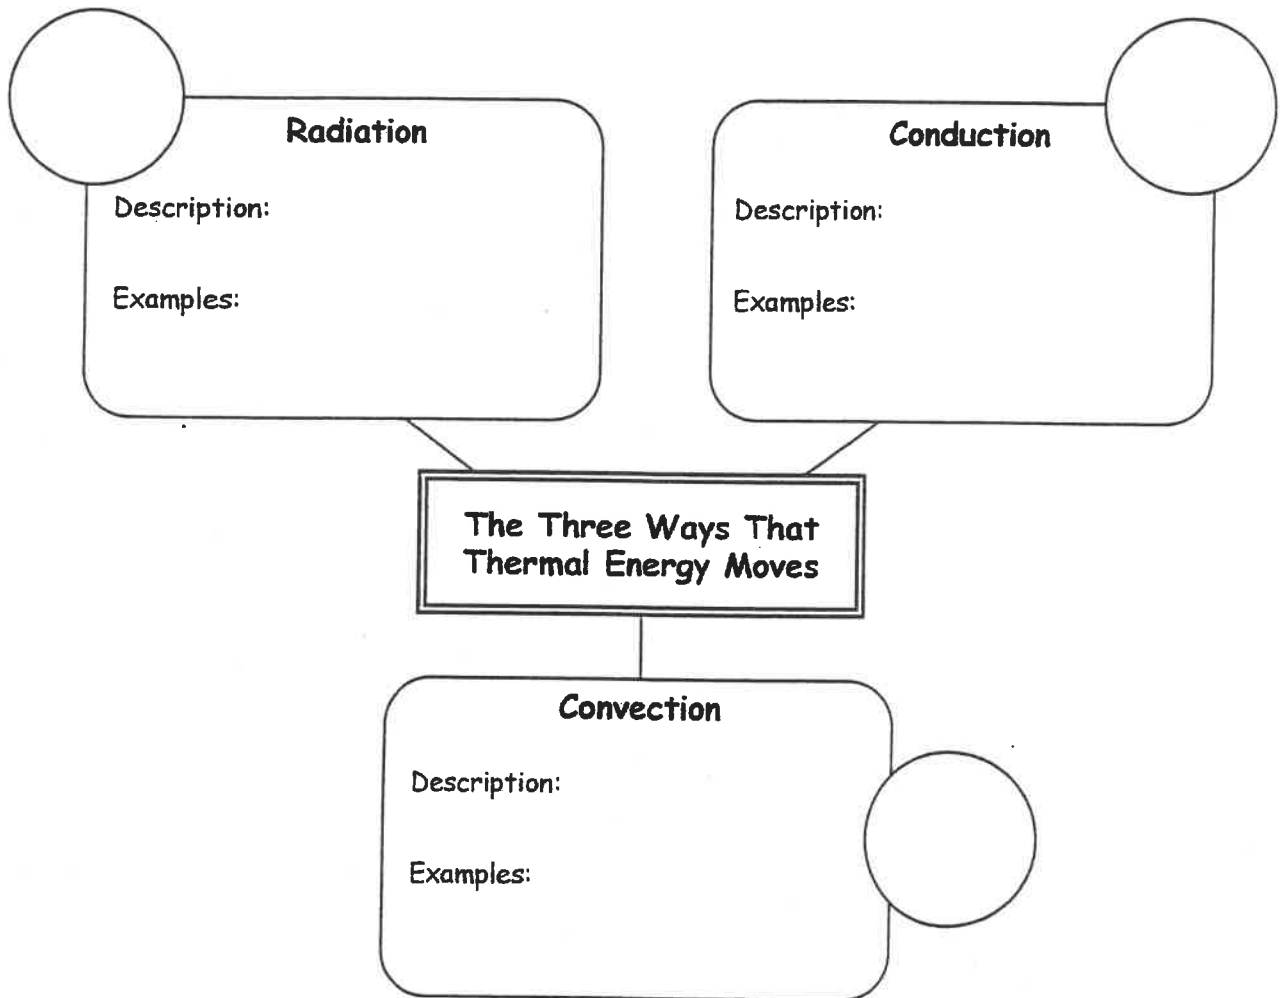 Radiation
Description:
Examples:
Conduction
Description:
Examples:
The Three Ways That
Thermal Energy Moves
Convection
Description:
Examples: